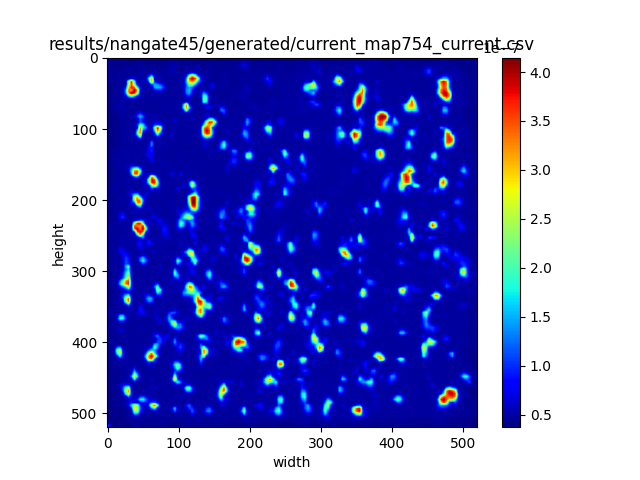 results/nangate45/generated/current_map754_current.csv
1e−7
0
100
200
300
400
500
height
0 100 200 300 400 500
width
4.0
3.5
3.0
2.5
2.0
1.5
1.0
0.5